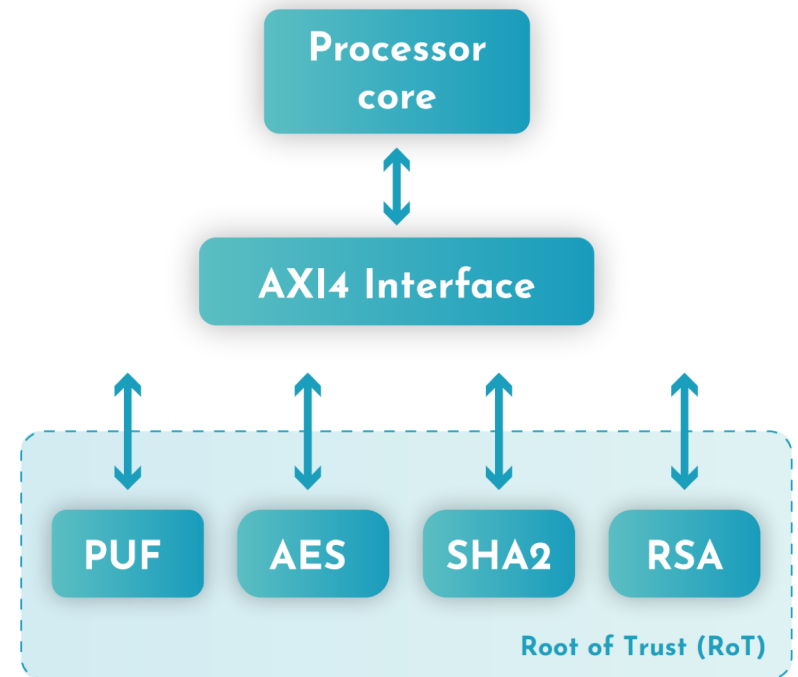 Processor
core
AXI4 Interface
PUF
AES
SHA2
RSA
Root of Trust (RoT)